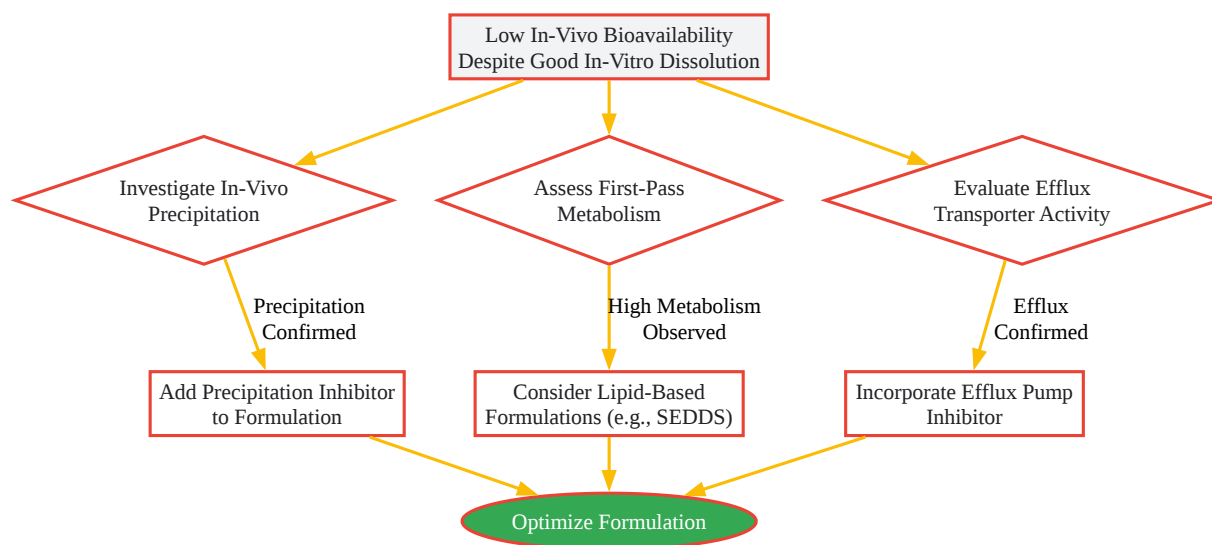 Low In-Vivo Bioavailability
Despite Good In-Vitro Dissolution
Investigate In-Vivo
Precipitation
Assess First-Pass
Metabolism
Evaluate Efflux
Transporter Activity
Precipitation
Confirmed
High Metabolism
Observed
Efflux
Confirmed
Add Precipitation Inhibitor
to Formulation
Consider Lipid-Based
Formulations (e.g., SEDDS)
Incorporate Efflux Pump
Inhibitor
Optimize Formulation